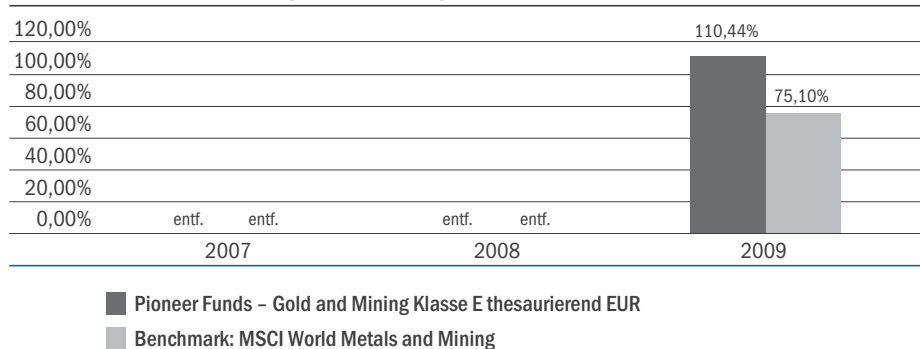 120,00%
110,44%
100,00%
80,00%
75,10%
60,00%
40,00%
20,00%
0,00%
entf. entf. entf. entf.
2007 2008 2009
Pioneer Funds – Gold and Mining Klasse E thesaurierend EUR
Benchmark: MSCI World Metals and Mining